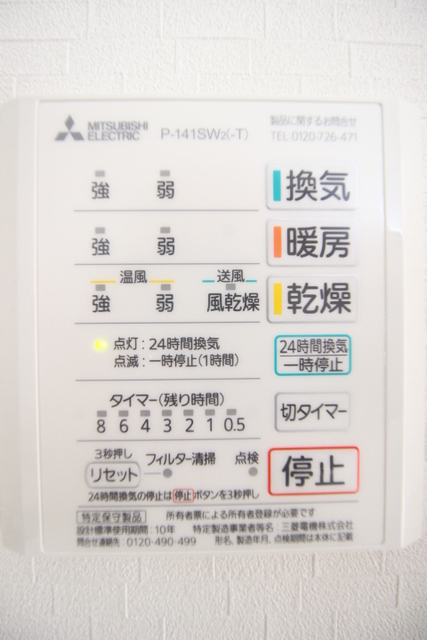 MITSUBISHI ELECTRIC P-141SW2(-T) 製品に関するお問合せ
TEL 0120-726-471
強 弱 換気
強 弱 暖房
温風 送風
強 弱 風乾燥 乾燥
点灯：24時間換気
点滅：一時停止(1時間)
24時間換気
一時停止
タイマー(残り時間)
8 6 4 3 2 1 0.5
切タイマー
3秒押し
リセット フィルター清掃 点検
停止
24時間換気の停止は停止ボタンを3秒押し
特定保守製品 所有者票による所有者登録が必要です
設計標準使用期間：10年 特定製造事業者等名：三菱電機株式会社
問合せ連絡先：0120-490-499 形名、製造年月、点検期間は本体に記載